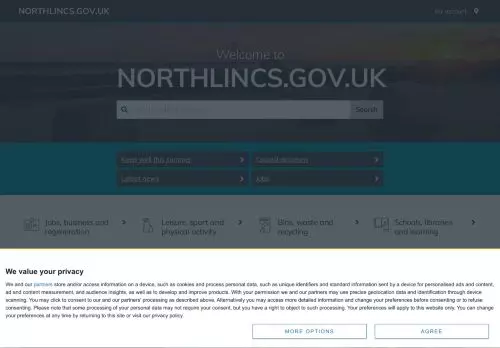 NORTHLINCS.GOV.UK
Welcome to
NORTHLINCS.GOV.UK
Search
Latest news
Jobs
Jobs, business and
regeneration
Leisure, sport and
physical activity
Bins, waste and
recycling
Schools, libraries
and learning
We value your privacy
We and our partners store and/or access information on a device, such as cookies and process personal data, such as unique identifiers and standard information sent by a device for personalised ads and content,
ad and content measurement, and audience insights, as well as to develop and improve products. With your permission we and our partners may use precise geolocation data and identification through device
scanning. You may click to consent to our and our partners' processing as described above. Alternatively you may access more detailed information and change your preferences before consenting or to refuse
consenting. Please note that some processing of your personal data may not require your consent, but you have a right to object to such processing. Your preferences will apply to this website only. You can change
your preferences at any time by returning to this site or visit our privacy policy.
MORE OPTIONS
AGREE